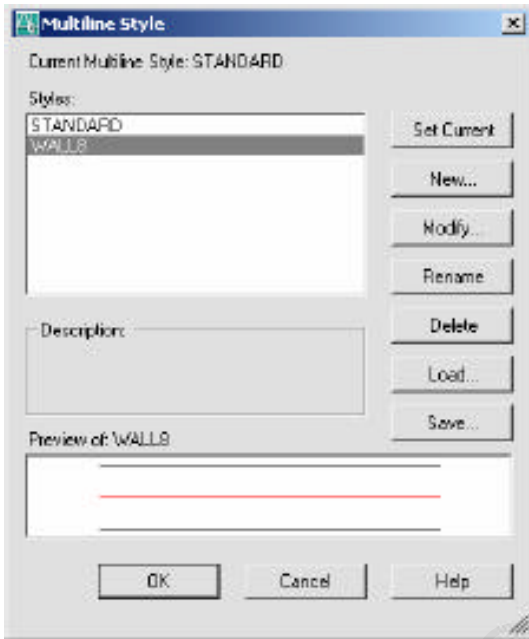 Multiline Style
Current Multiline Style: STANDARD
Styles:
STANDARD
WALL8
Set Current
New...
Modify...
Rename
Delete
Load...
Save...
Description:
Preview of: WALL8
OK
Cancel
Help